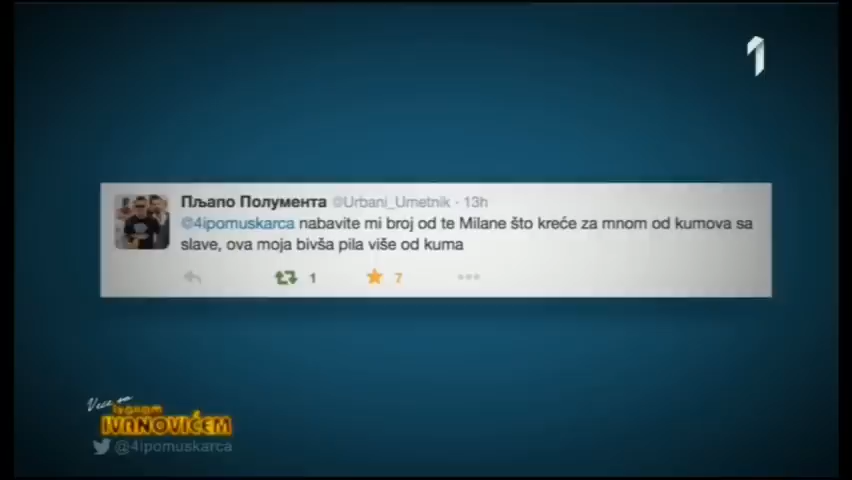 1
Пљапо Полумента @Urbani_Umetnik · 13h
@4ipomuskarca nabavite mi broj od te Milane što kreće za mnom od kumova sa
slave, ova moja bivša pila više od kuma
1 7
Veče sa
Ivanom
IVANOVIĆEM
@4ipomuskarca